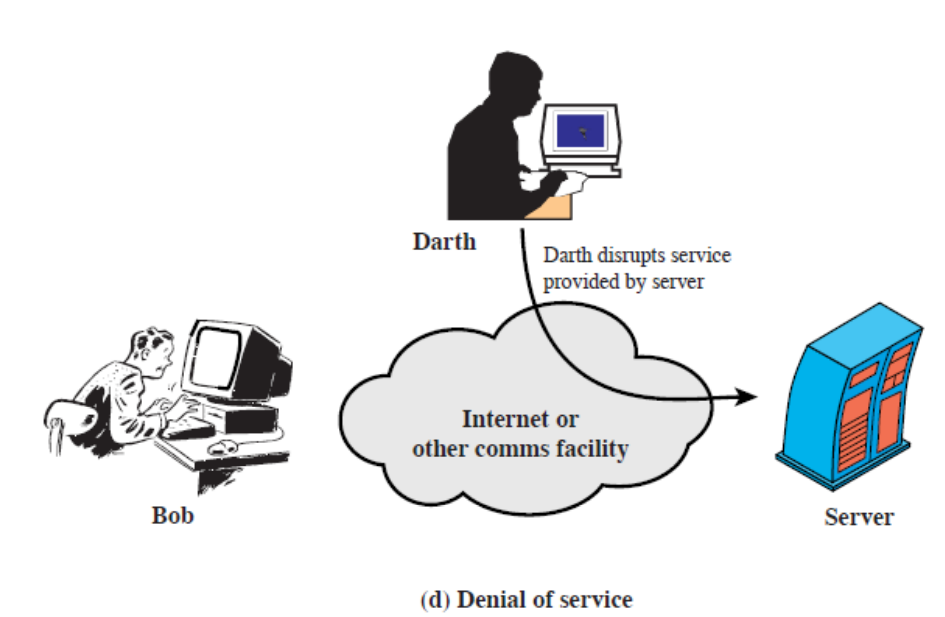 Darth
Darth disrupts service
provided by server
Internet or
other comms facility
Bob
Server
(d) Denial of service